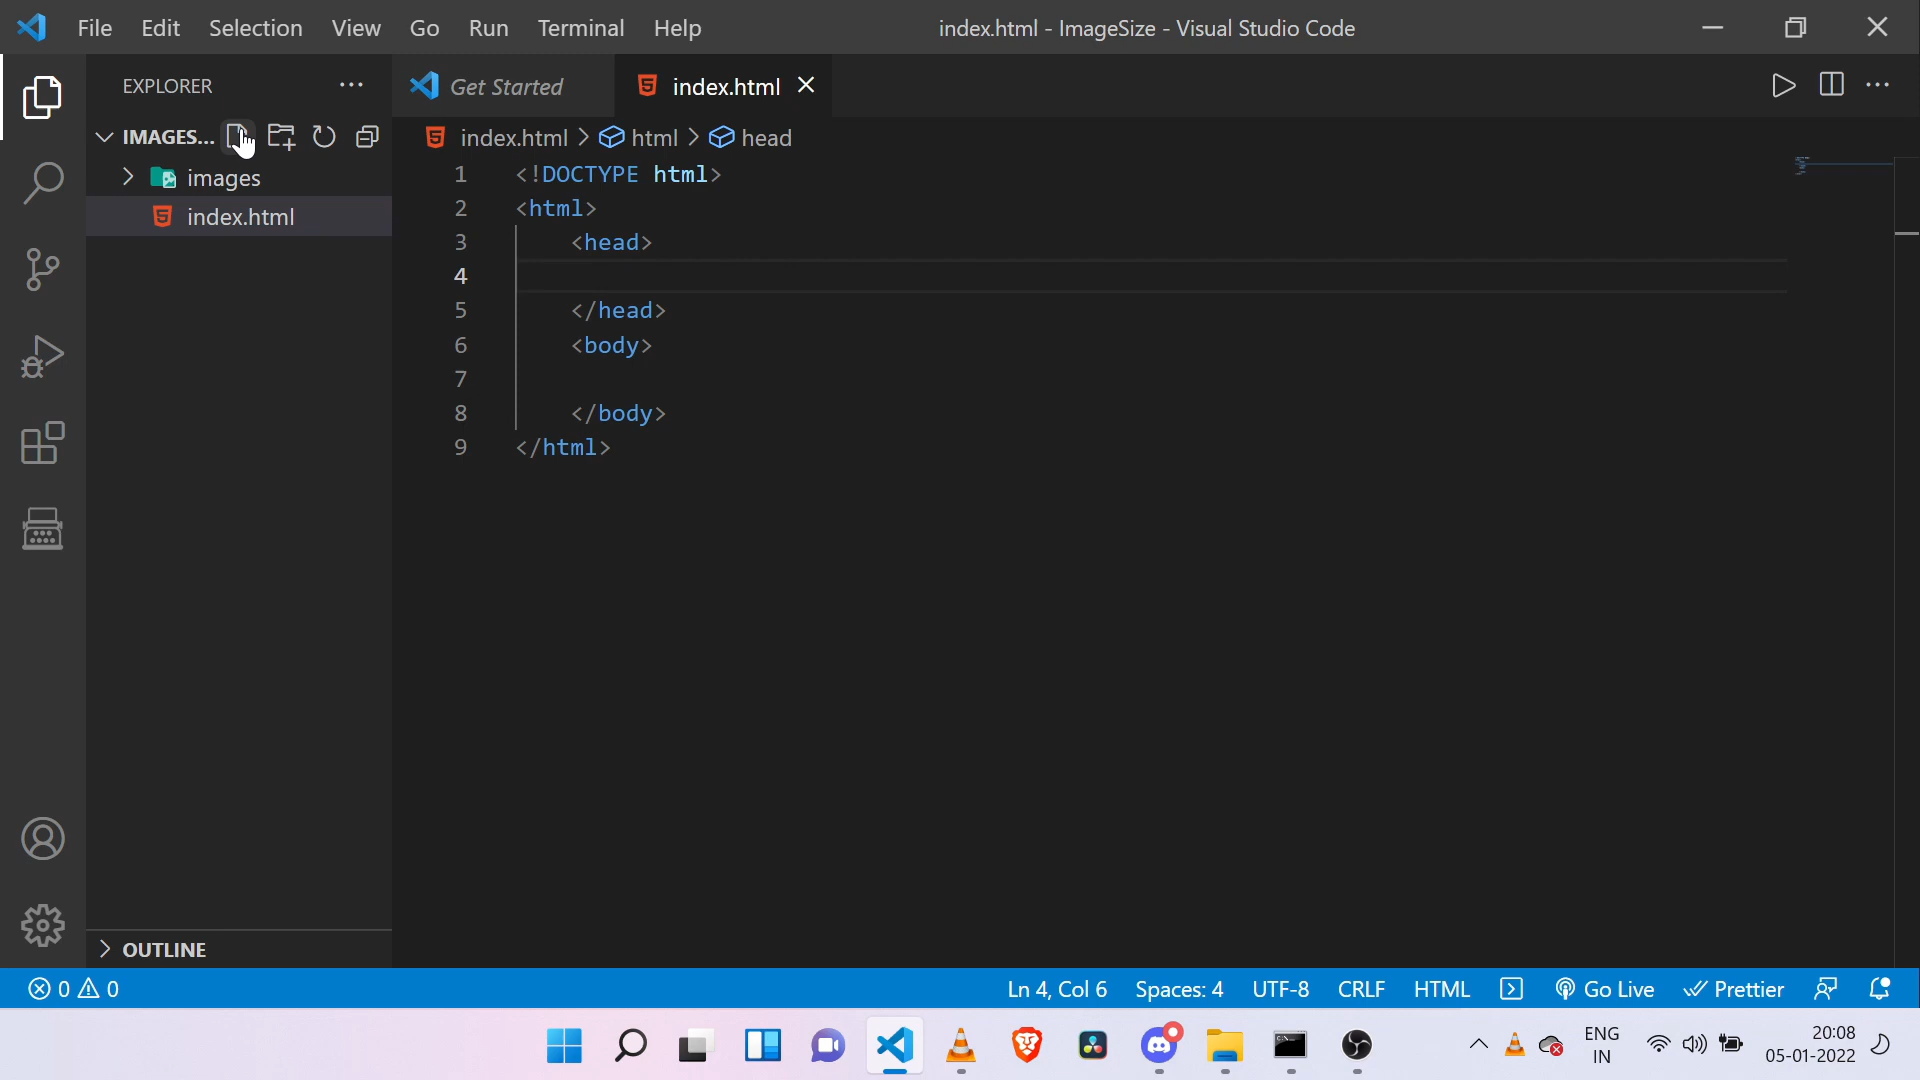 File Edit Selection View Go Run Terminal Help index.html - ImageSize - Visual Studio Code
EXPLORER
Get Started
index.html
IMAGES...
index.html html head
images
index.html
1 <!DOCTYPE html>
2 <html>
3 <head>
4
5 </head>
6 <body>
7
8 </body>
9 </html>
OUTLINE
0 0 Ln 4, Col 6 Spaces: 4 UTF-8 CRLF HTML Go Live Prettier
ENG
IN
20:08
05-01-2022